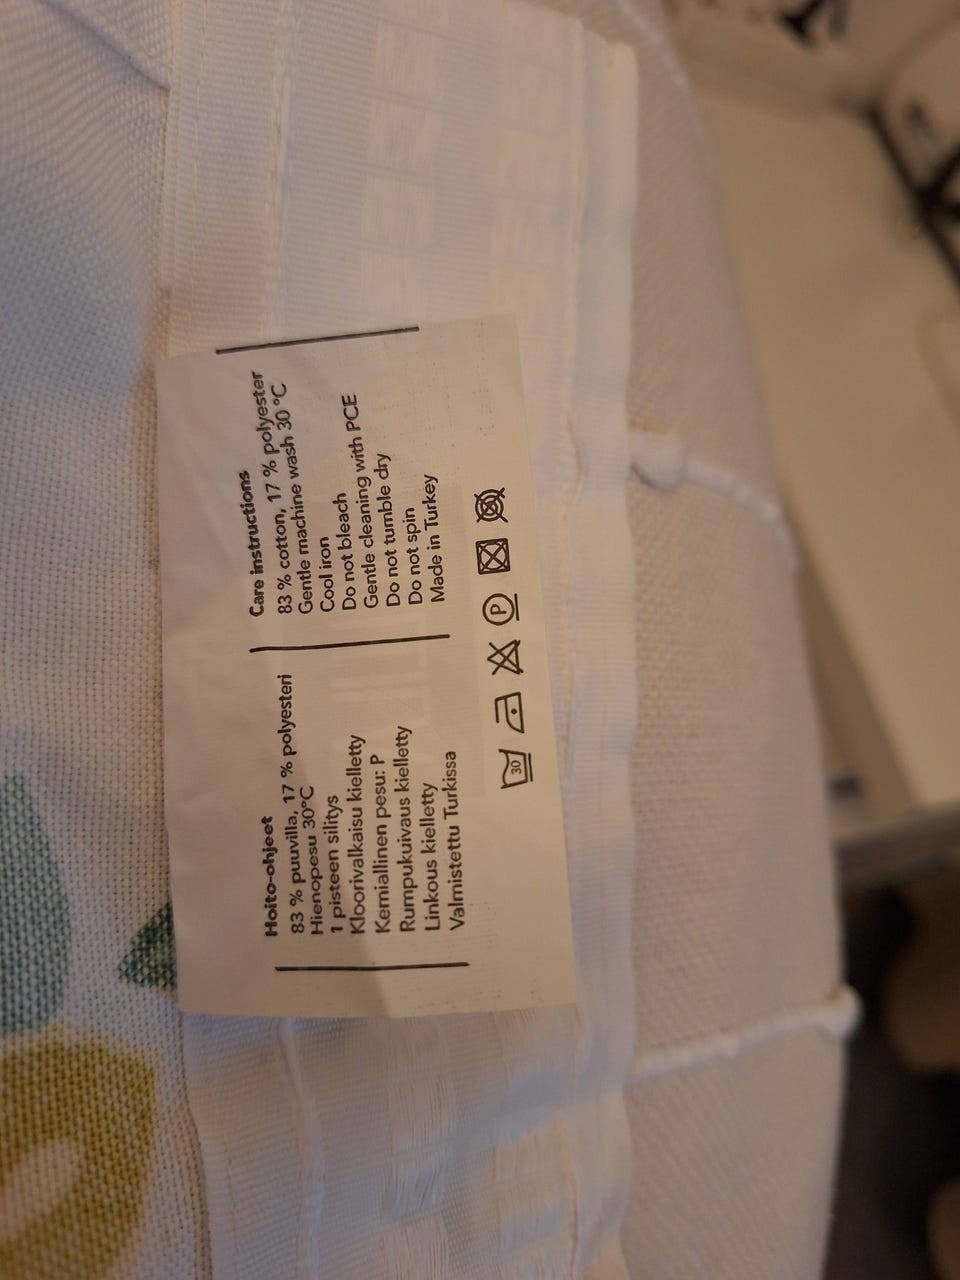 Hoito-ohjeet
83 % puuvilla, 17 % polyesteri
Hienopesu 30°C
1 pisteen silitys
Kloorivalkaisu kielletty
Kemiallinen pesu: P
Rumpukuivaus kielletty
Linkous kielletty
Valmistettu Turkissa
Care instructions
83 % cotton, 17 % polyester
Gentle machine wash 30 °C
Cool iron
Do not bleach
Gentle cleaning with PCE
Do not tumble dry
Do not spin
Made in Turkey
30 P